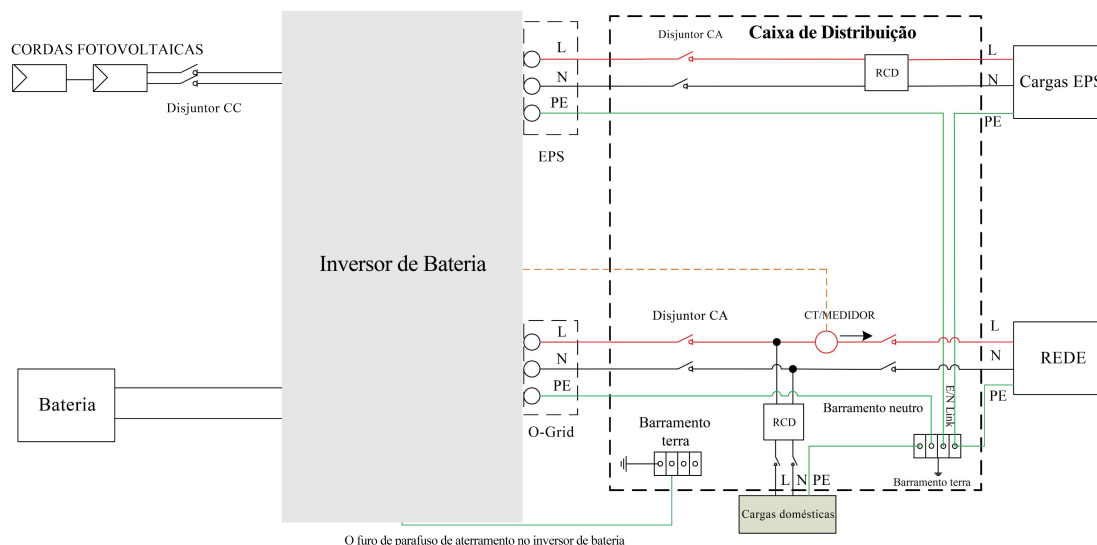 CORDAS FOTOVOLTAICAS
Disjuntor CC
L
N
PE
EPS
Disjuntor CA
Caixa de Distribuição
RCD
L
N
PE
Cargas EPS
Inversor de Bateria
Bateria
L
N
PE
O-Grid
Disjuntor CA
CT/MEDIDOR
L
N
PE
REDE
E/N Link
Barramento neutro
Barramento
terra
RCD
L N PE
Barramento terra
Cargas domésticas
O furo de parafuso de aterramento no inversor de bateria